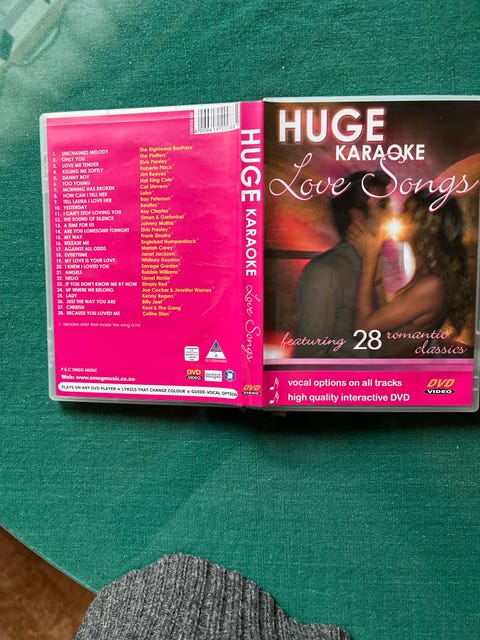 1. UNCHAINED MELODY The Righteous Brothers*
2. ONLY YOU The Platters*
3. LOVE ME TENDER Elvis Presley*
4. KILLING ME SOFTLY Roberta Flack*
5. DANNY BOY Jim Reeves*
6. TOO YOUNG Nat King Cole*
7. MORNING HAS BROKEN Cat Stevens*
8. HOW CAN I TELL HER Lobo*
9. TELL LAURA I LOVE HER Ray Peterson*
10. YESTERDAY Beatles*
11. I CAN'T STOP LOVING YOU Ray Charles*
12. THE SOUND OF SILENCE Simon & Garfunkel*
13. A TIME FOR US Johnny Mathis*
14. ARE YOU LONESOME TONIGHT Elvis Presley*
15. MY WAY Frank Sinatra*
16. RELEASE ME Englebert Humperdinck*
17. AGAINST ALL ODDS Mariah Carey*
18. EVERYTIME Janet Jackson*
19. MY LOVE IS YOUR LOVE Whitney Houston*
20. I KNEW I LOVED YOU Savage Garden*
21. ANGELS Robbie Williams*
22. HELLO Lionel Richie*
23. IF YOU DON'T KNOW ME BY NOW Simply Red*
24. UP WHERE WE BELONG Joe Cocker & Jennifer Warnes*
25. LADY Kenny Rogers*
26. JUST THE WAY YOU ARE Billy Joel*
27. CHERISH Kool & The Gang*
28. BECAUSE YOU LOVED ME Celine Dion*
denotes artist that made the song a hit
P & C SMUG MUSIC
Web: www.smugmusic.co.za
DVD
VIDEO
PLAYS ON ANY DVD PLAYER • LYRICS THAT CHANGE COLOUR • GUIDE-VOCAL OPTION
HUGE KARAOKE Love Songs
DVD
VIDEO
HUGE
KARAOKE
Love Songs
featuring 28 romantic
classics
vocal options on all tracks
high quality interactive DVD
DVD
VIDEO